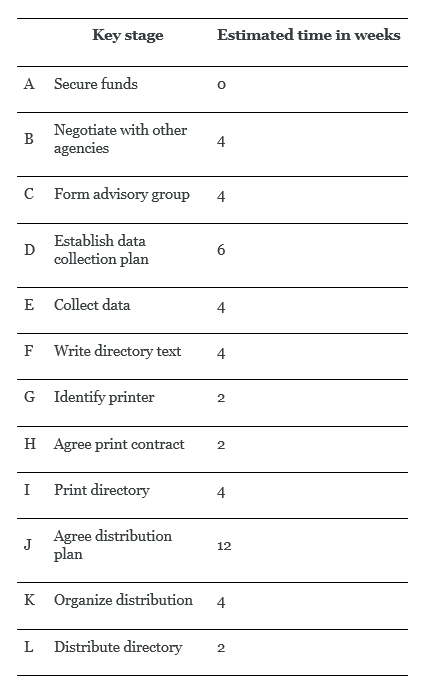 Key stage Estimated time in weeks
A Secure funds 0
B Negotiate with other agencies 4
C Form advisory group 4
D Establish data collection plan 6
E Collect data 4
F Write directory text 4
G Identify printer 2
H Agree print contract 2
I Print directory 4
J Agree distribution plan 12
K Organize distribution 4
L Distribute directory 2